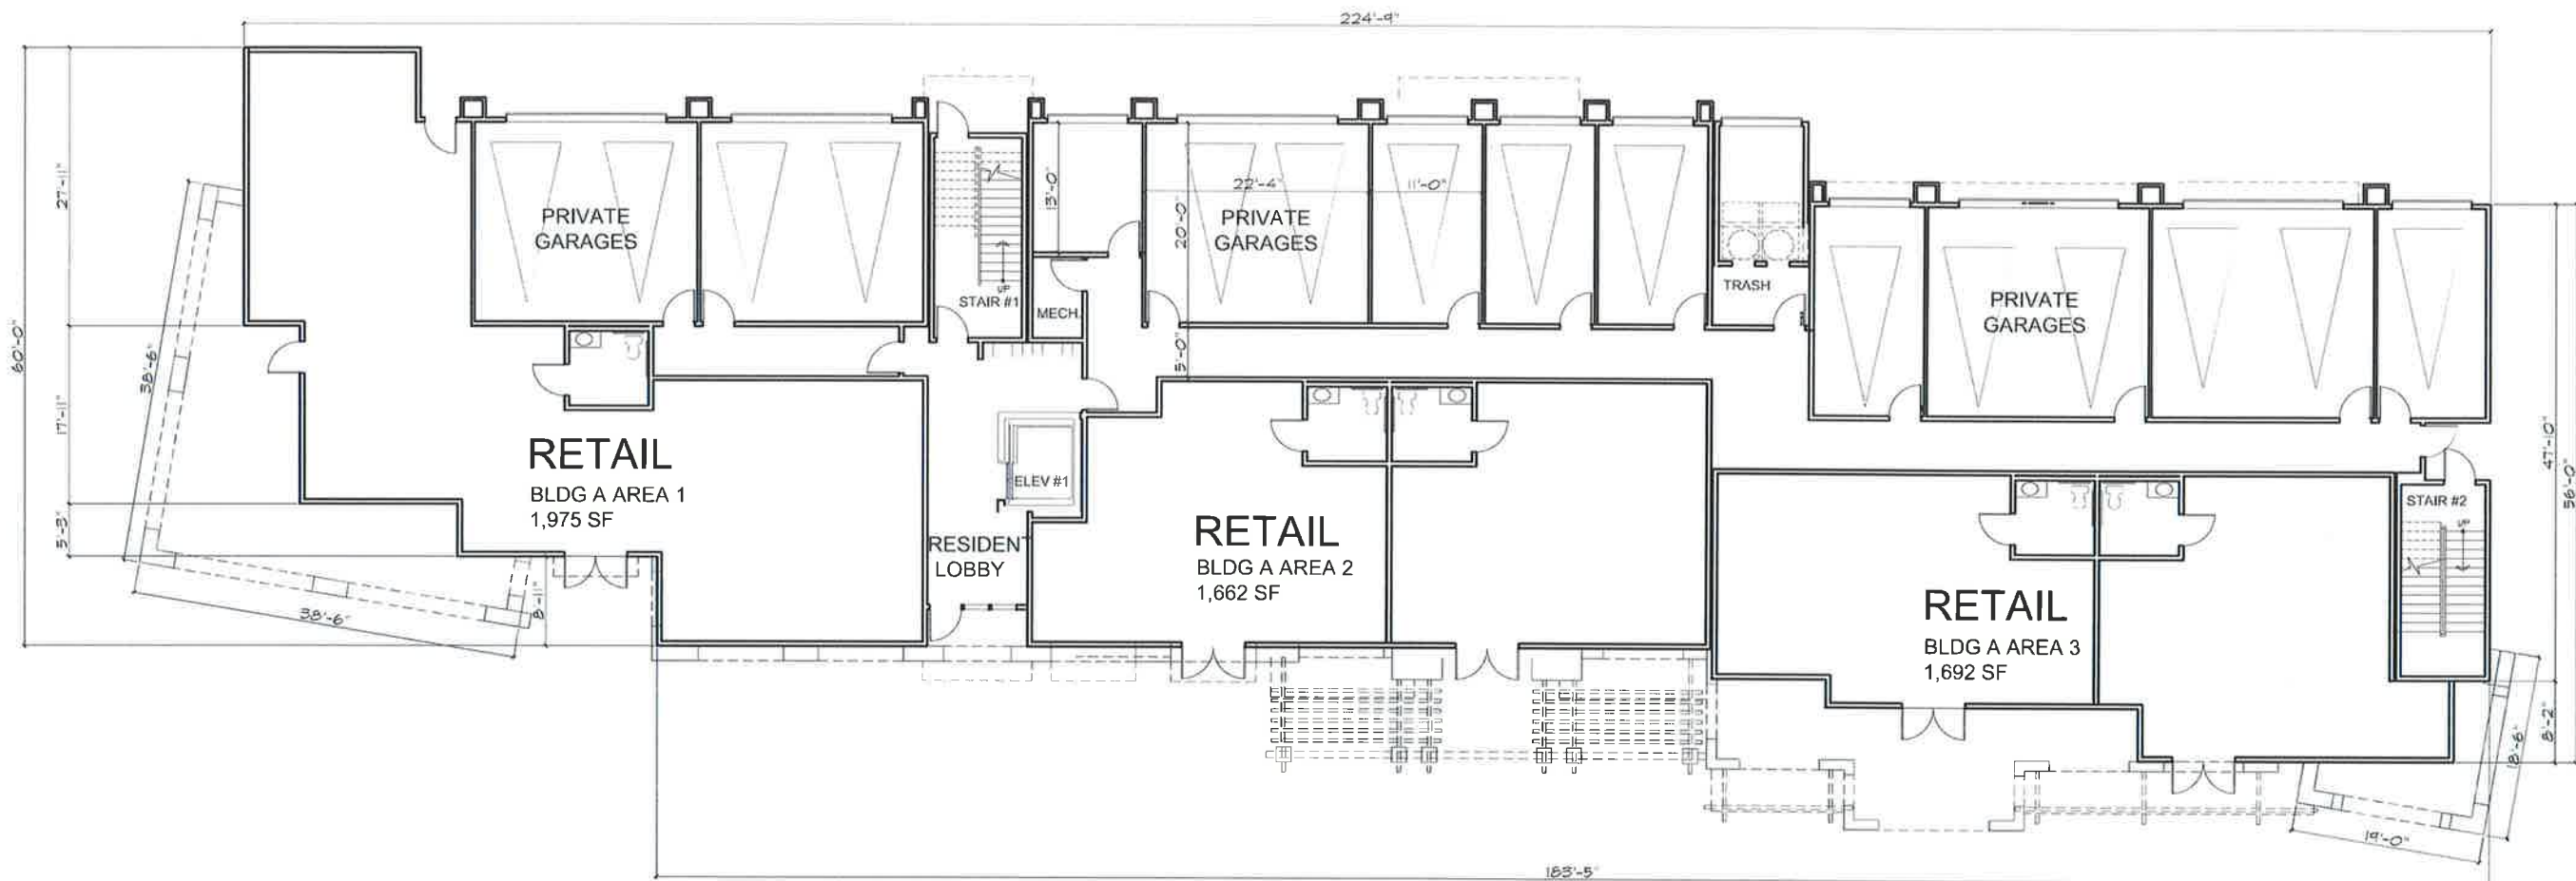 224'-9"
27'-11"
60'-0"
38'-6"
17'-11"
5'-3"
38'-6"
8'-11"
PRIVATE
GARAGES
UP
STAIR #1
13'-0"
MECH.
22'-4"
11'-0"
20'-0"
PRIVATE
GARAGES
5'-0"
TRASH
PRIVATE
GARAGES
RETAIL
BLDG A AREA 1
1,975 SF
ELEV #1
RESIDENT
LOBBY
RETAIL
BLDG A AREA 2
1,662 SF
RETAIL
BLDG A AREA 3
1,692 SF
STAIR #2
UP
47'-10"
56'-0"
8'-2"
18'-6"
19'-0"
183'-5"